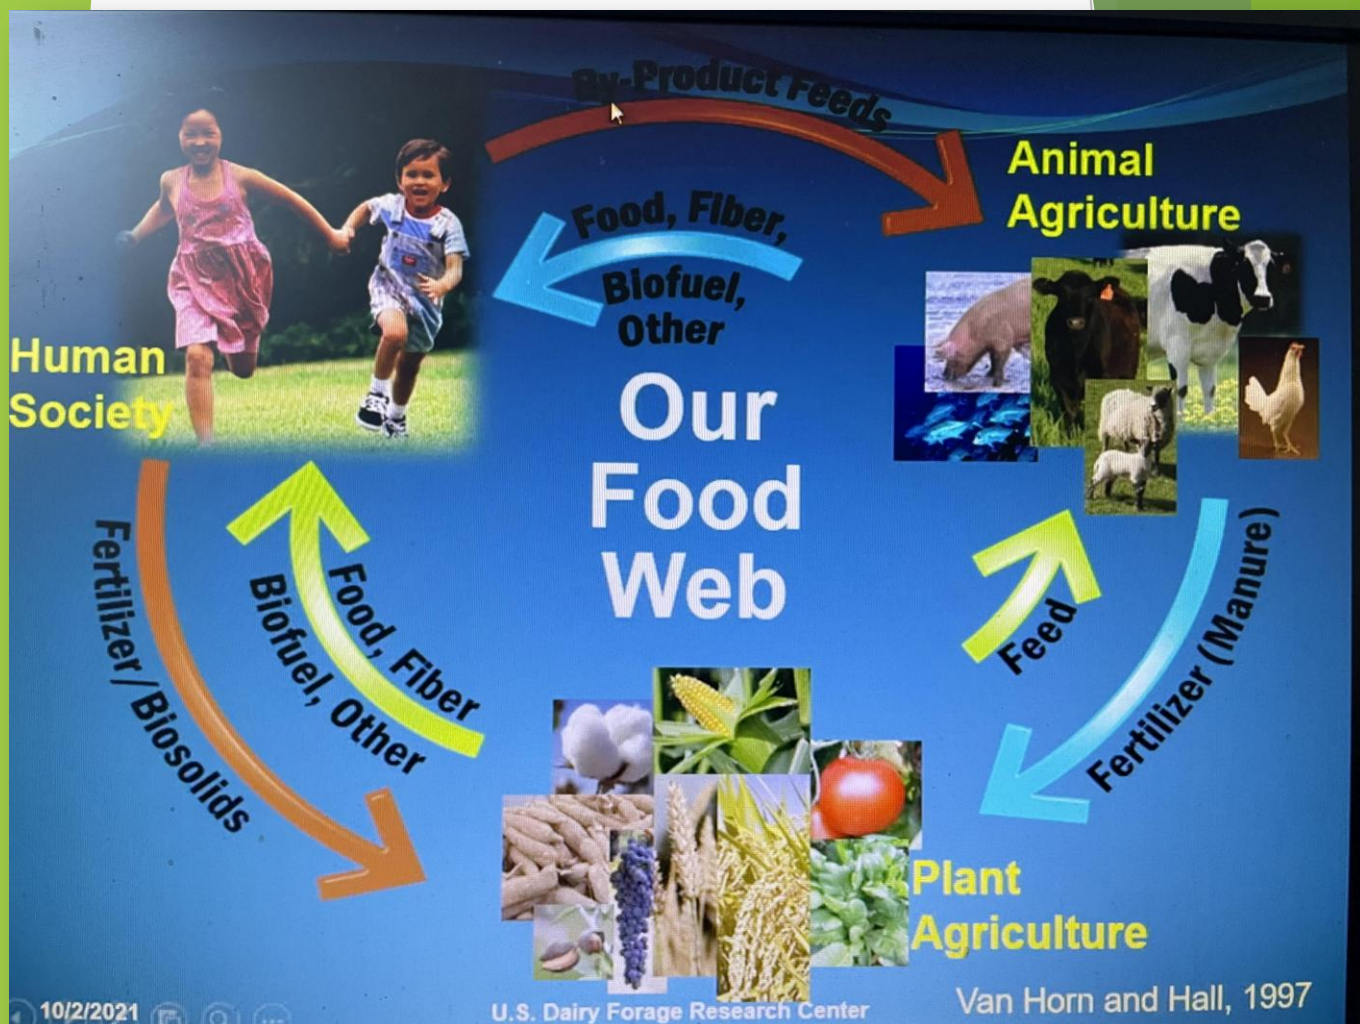 By-Product Feeds
Animal
Agriculture
Food, Fiber,
Biofuel,
Other
Human
Society
Our
Food
Web
Fertilizer / Biosolids
Food, Fiber
Biofuel, Other
Feed
Fertilizer (Manure)
Plant
Agriculture
10/2/2021
U.S. Dairy Forage Research Center
Van Horn and Hall, 1997